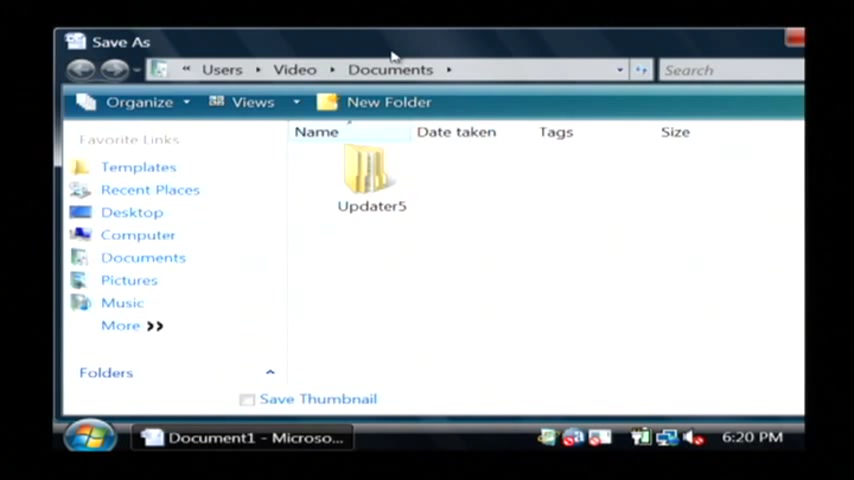 Save As
« Users ▸ Video ▸ Documents ▸ Search
Organize Views New Folder
Favorite Links
Name Date taken Tags Size
Templates
Recent Places
Desktop
Computer
Documents
Pictures
Music
More »
Updater5
Folders
Save Thumbnail
Document1 - Microso...
6:20 PM